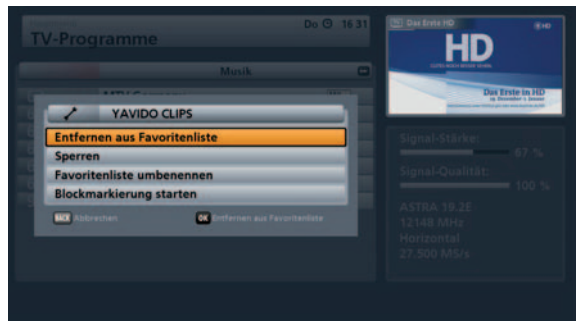 TV-Programme
Do 16 31
Musik
YAVIDO CLIPS
Entfernen aus Favoritenliste
Sperren
Favoritenliste umbenennen
Blockmarkierung starten
BACK Abbrechen
OK Entfernen aus Favoritenliste
Das Erste HD
HD
Das Erste in HD
Signal-Stärke:
67 %
Signal-Qualität:
100 %
ASTRA 19.2E
12148 MHz
Horizontal
27.500 MS/s